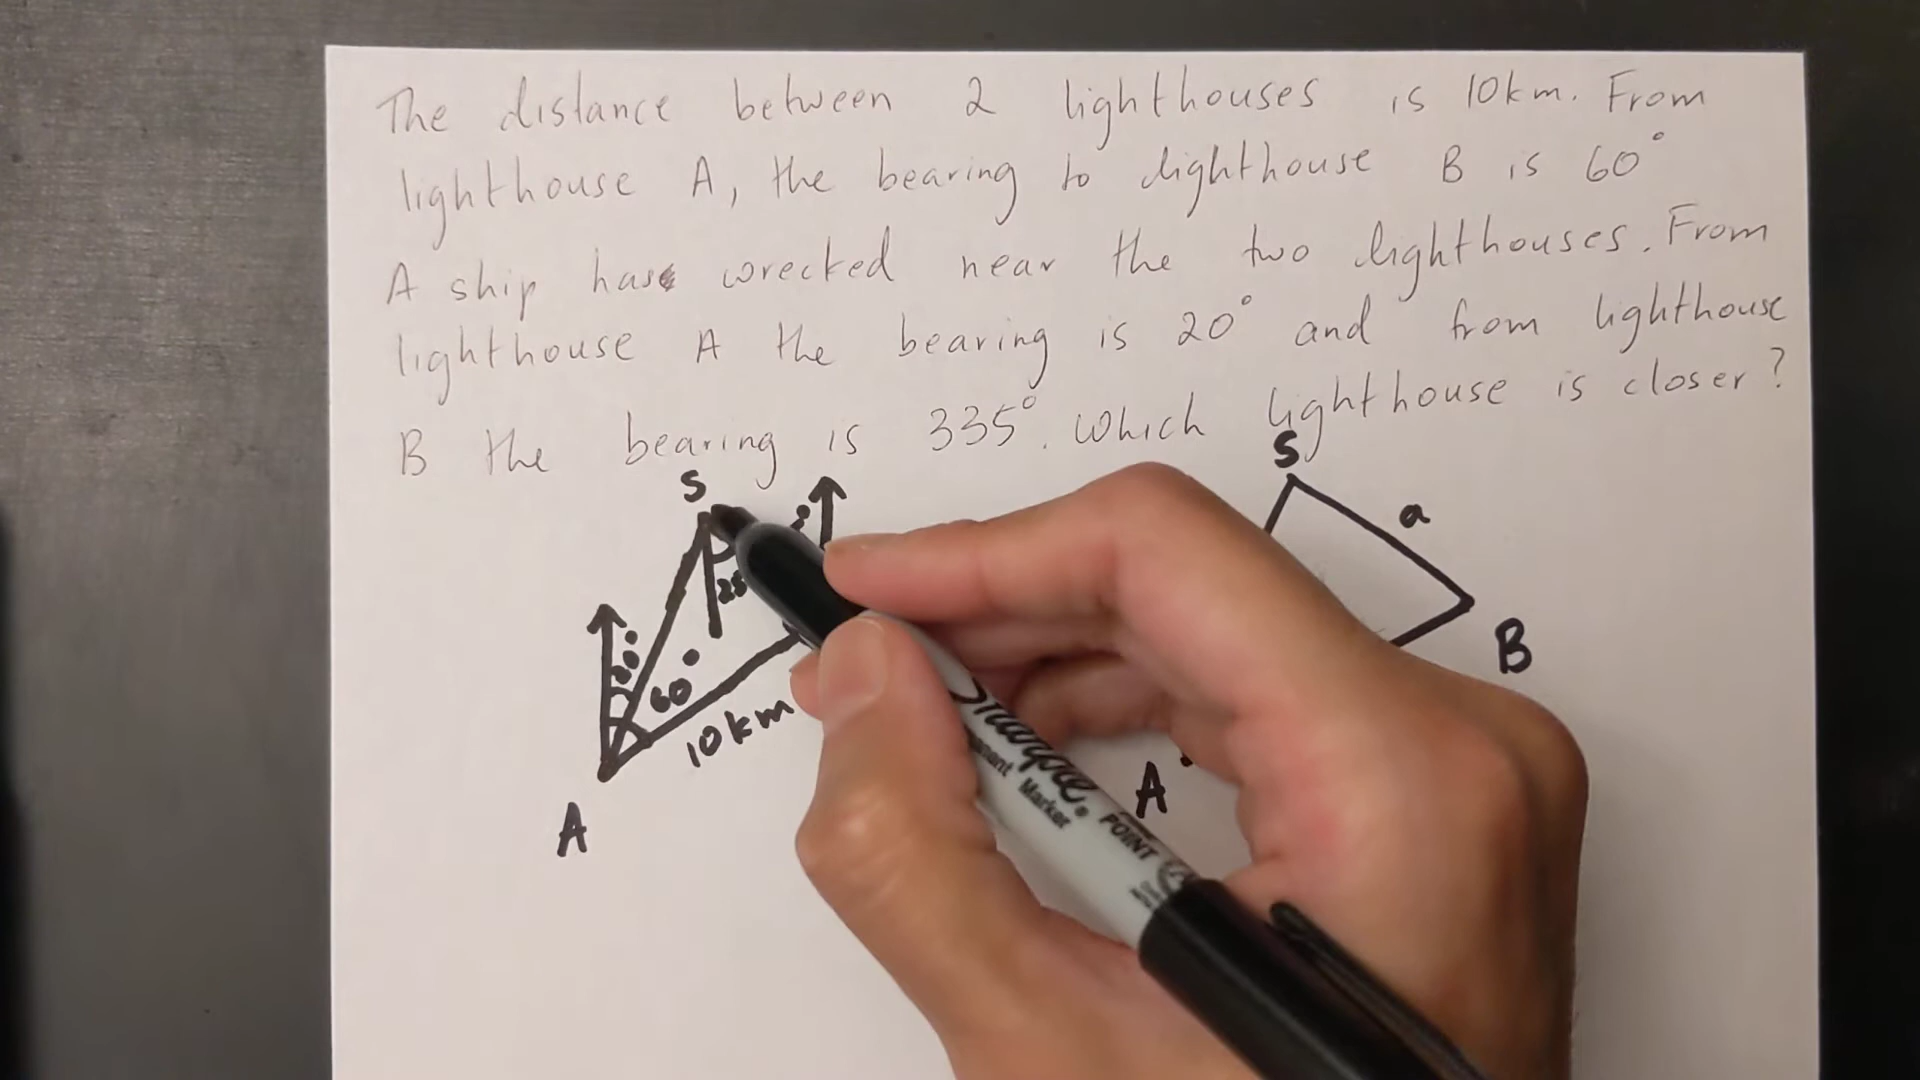 The distance between 2 lighthouses is 10km. From
lighthouse A, the bearing to lighthouse B is 60°
A ship has wrecked near the two lighthouses. From
lighthouse A the bearing is 20° and from lighthouse
B the bearing is 335°. Which lighthouse is closer?
S
S
a
25
20°
60°
B
10km
A
A
Sharpie
Marker
POINT